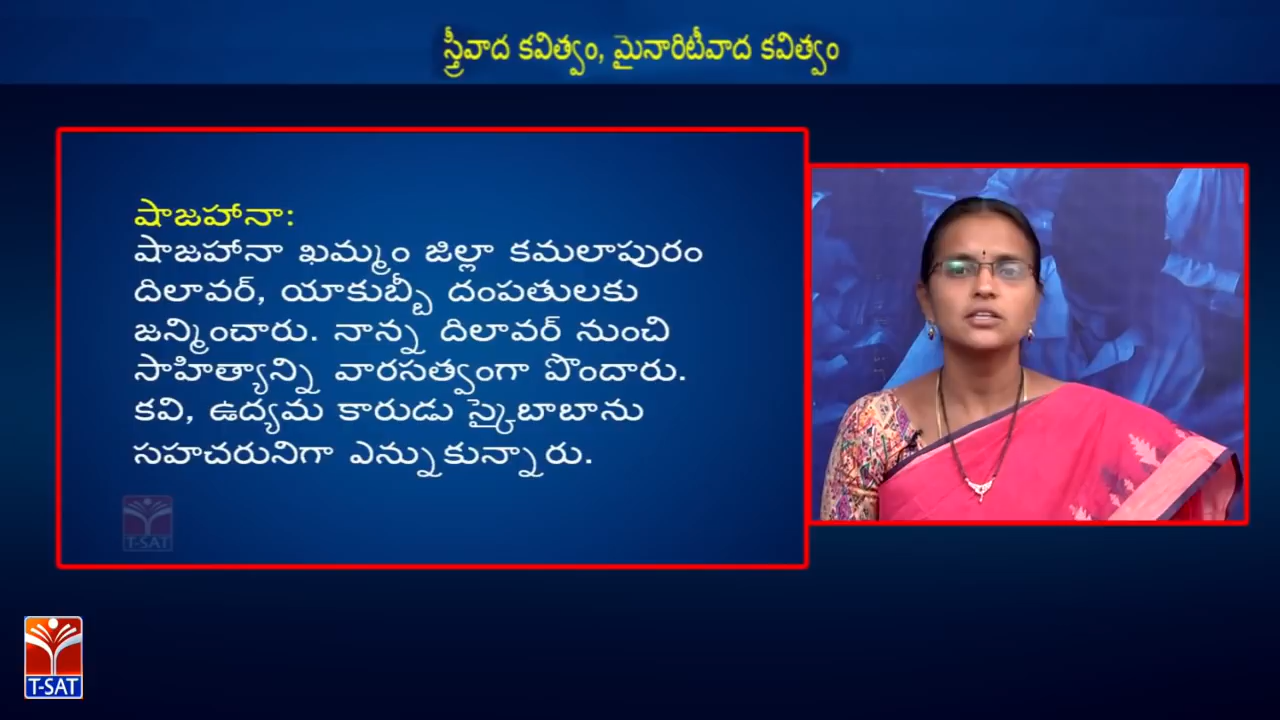 స్త్రీవాద కవిత్వం, మైనారిటీవాద కవిత్వం
షాజహానా:
షాజహానా ఖమ్మం జిల్లా కమలాపురం
దిలావర్, యాకుబ్బీ దంపతులకు
జన్మించారు. నాన్న దిలావర్ నుంచి
సాహిత్యాన్ని వారసత్వంగా పొందారు.
కవి, ఉద్యమ కారుడు స్కైబాబాను
సహచరునిగా ఎన్నుకున్నారు.
T-SAT
T-SAT